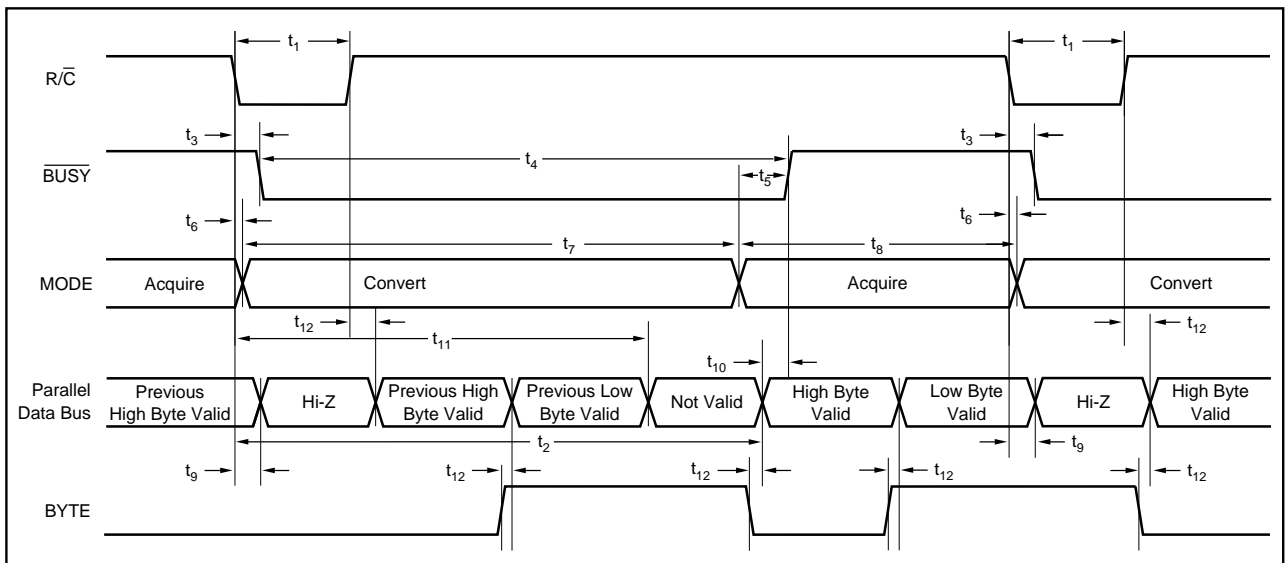 t1 t1
R/C̅
t3 t3
t4
B̅U̅S̅Y̅
t5
t6 t6
t7 t8
MODE Acquire Convert Acquire Convert
t12 t12
t11
t10
Parallel
Data Bus
Previous
High Byte Valid
Hi-Z
Previous High
Byte Valid
Previous Low
Byte Valid
Not Valid
High Byte
Valid
Low Byte
Valid
Hi-Z
High Byte
Valid
t2
t9 t12 t12 t12 t9 t12
BYTE